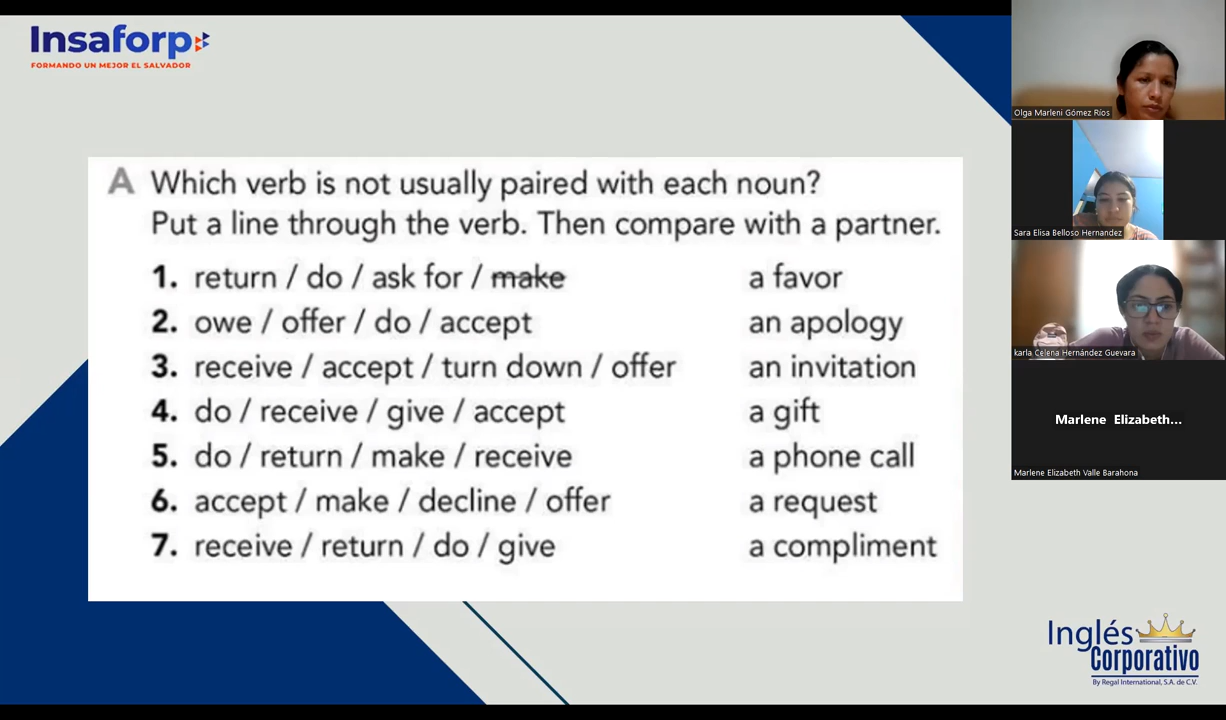 Insaforp
FORMANDO UN MEJOR EL SALVADOR
A Which verb is not usually paired with each noun?
Put a line through the verb. Then compare with a partner.
1. return / do / ask for / make a favor
2. owe / offer / do / accept an apology
3. receive / accept / turn down / offer an invitation
4. do / receive / give / accept a gift
5. do / return / make / receive a phone call
6. accept / make / decline / offer a request
7. receive / return / do / give a compliment
Olga Marleni Gómez Ríos
Sara Elisa Belloso Hernandez
karla Celena Hernández Guevara
Marlene Elizabeth...
Marlene Elizabeth Valle Barahona
Inglés
Corporativo
By Regal International, S.A. de C.V.